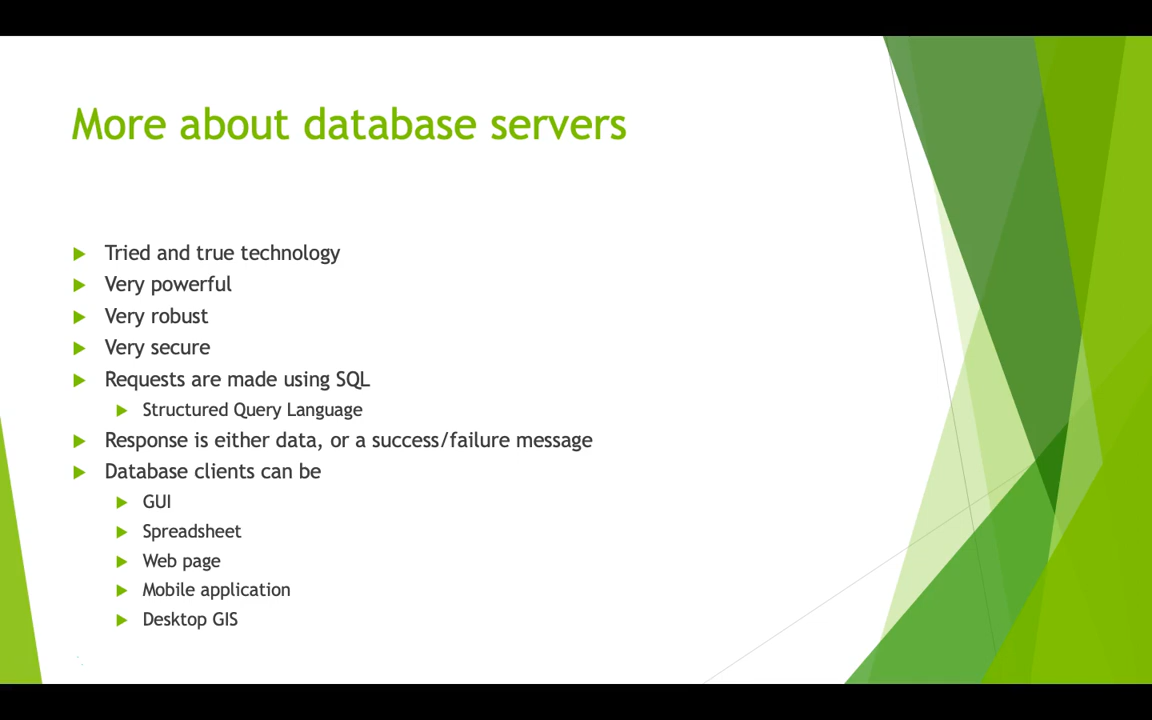 More about database servers
Tried and true technology
Very powerful
Very robust
Very secure
Requests are made using SQL
Structured Query Language
Response is either data, or a success/failure message
Database clients can be
GUI
Spreadsheet
Web page
Mobile application
Desktop GIS